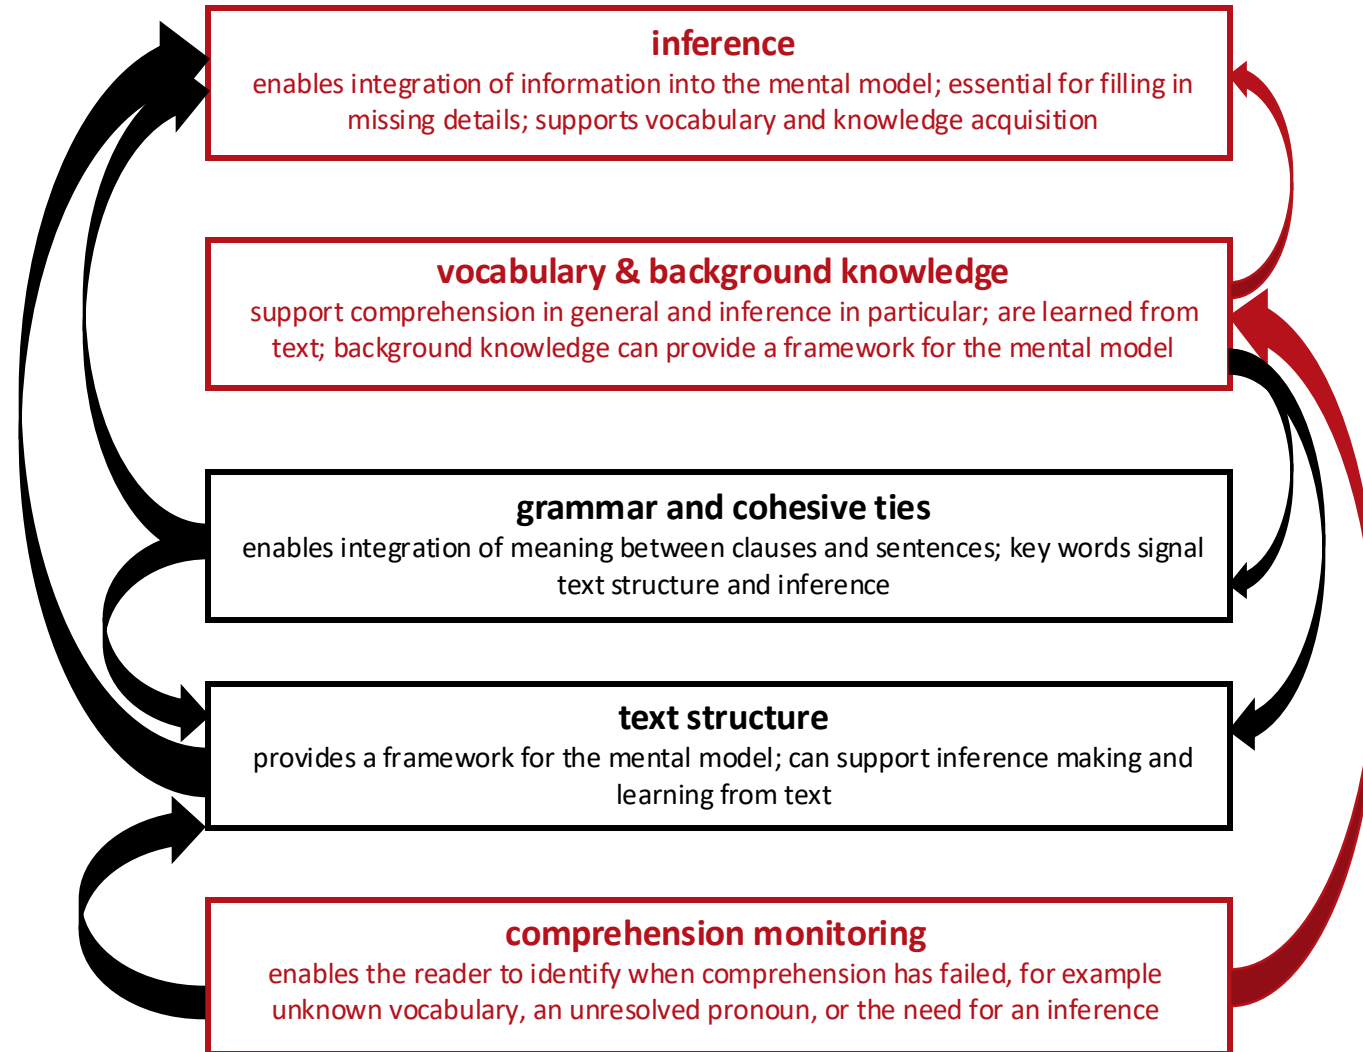 inference
enables integration of information into the mental model; essential for filling in
missing details; supports vocabulary and knowledge acquisition
vocabulary & background knowledge
support comprehension in general and inference in particular; are learned from
text; background knowledge can provide a framework for the mental model
grammar and cohesive ties
enables integration of meaning between clauses and sentences; key words signal
text structure and inference
text structure
provides a framework for the mental model; can support inference making and
learning from text
comprehension monitoring
enables the reader to identify when comprehension has failed, for example
unknown vocabulary, an unresolved pronoun, or the need for an inference